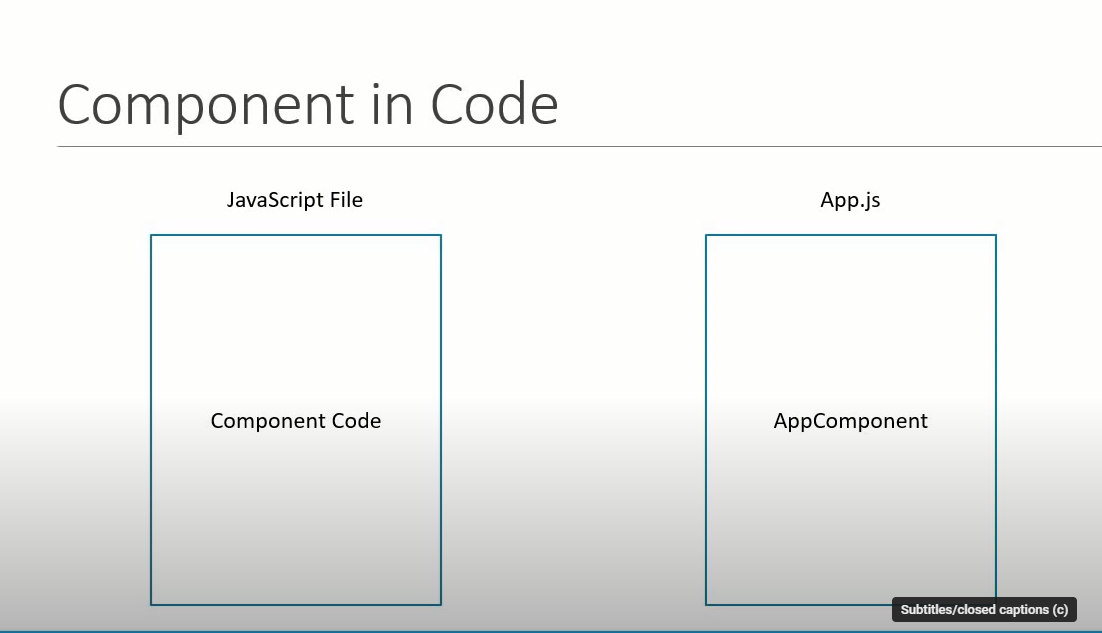 Component in Code
JavaScript File
App.js
Component Code
AppComponent
Subtitles/closed captions (c)